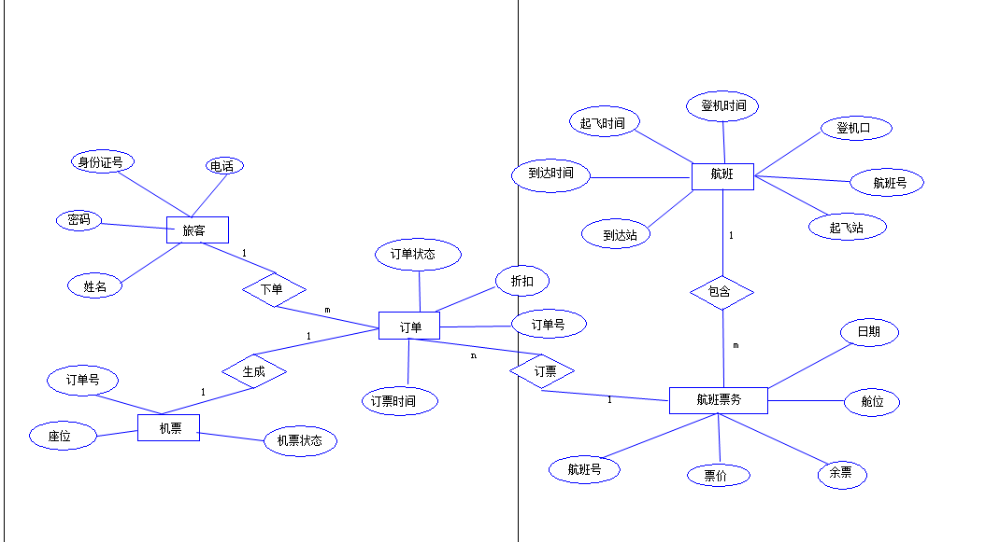 登机时间
起飞时间
登机口
身份证号
电话
到达时间
航班
航班号
密码
旅客
到达站
起飞站
1
1
订单状态
姓名
下单
折扣
包含
m
订单
订单号
1
日期
m
n
生成
订票
订单号
1
订票时间
1
航班票务
舱位
座位
机票
机票状态
航班号
票价
余票